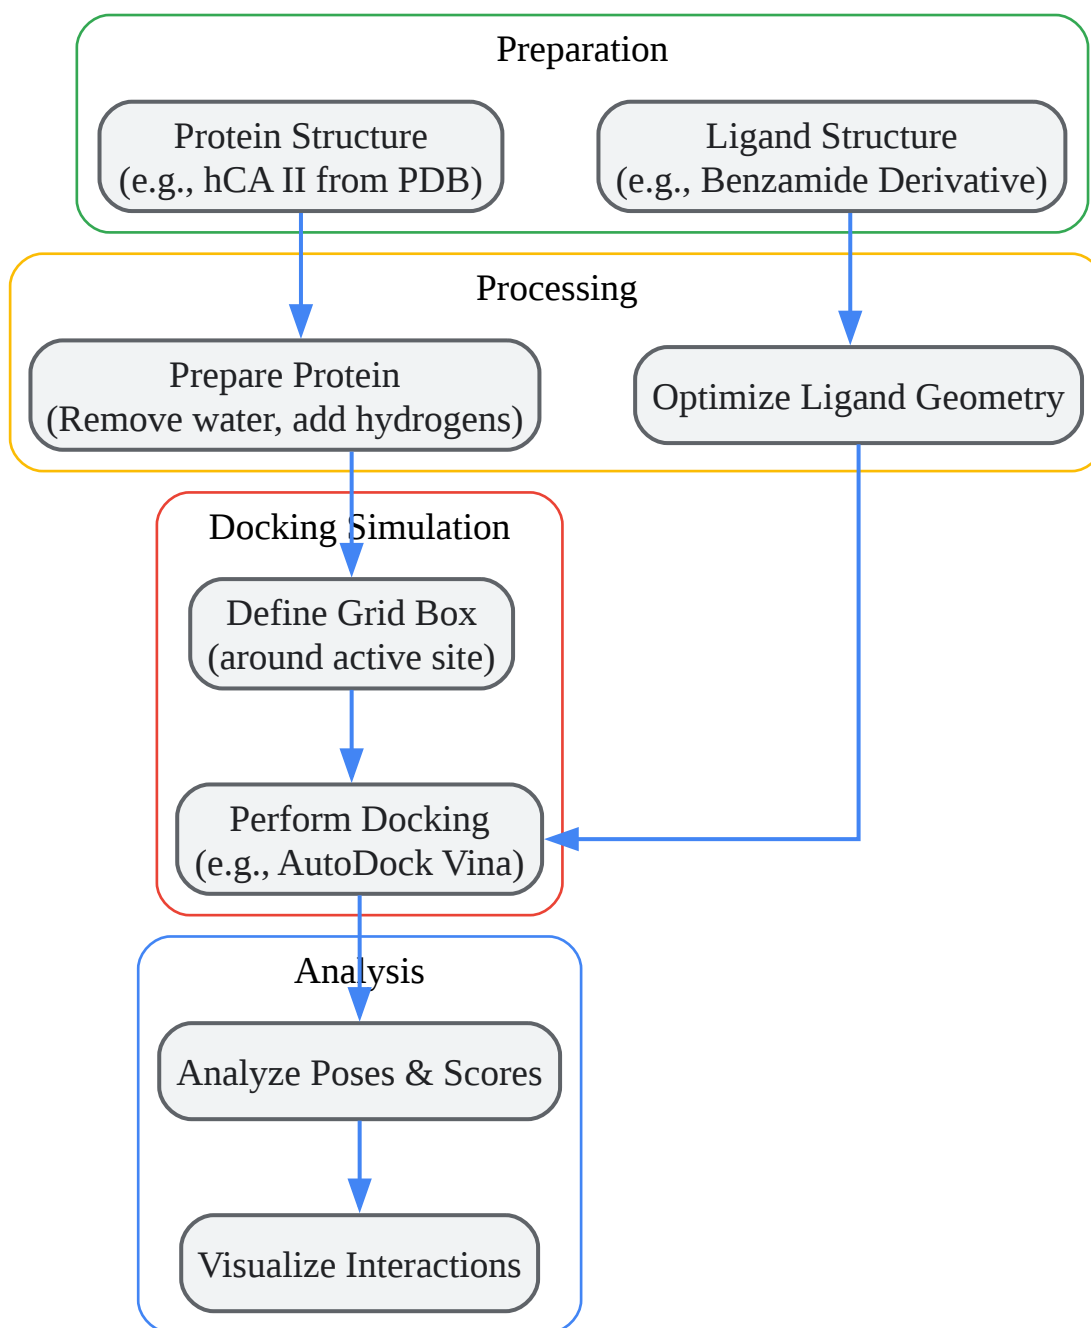 Preparation
Protein Structure
(e.g., hCA II from PDB)
Ligand Structure
(e.g., Benzamide Derivative)
Processing
Prepare Protein
(Remove water, add hydrogens)
Optimize Ligand Geometry
Docking Simulation
Define Grid Box
(around active site)
Perform Docking
(e.g., AutoDock Vina)
Analysis
Analyze Poses & Scores
Visualize Interactions